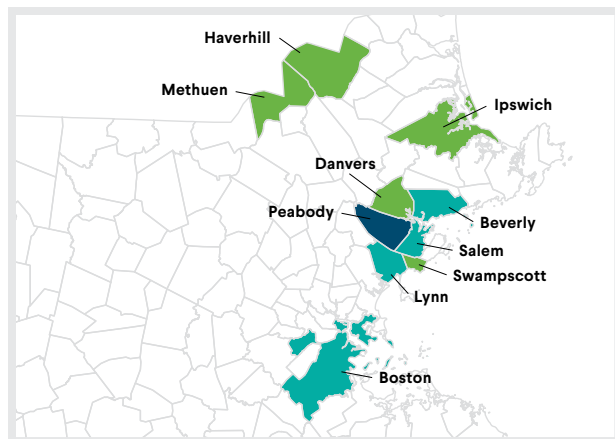 Haverhill
Methuen
Ipswich
Danvers
Peabody
Beverly
Salem
Swampscott
Lynn
Boston